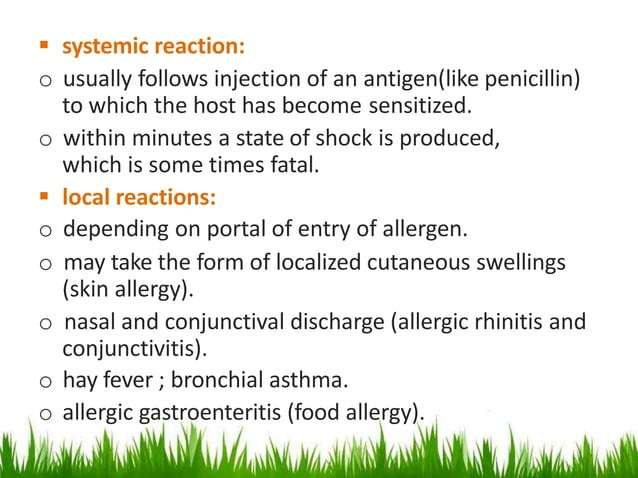 ▪ systemic reaction:
o usually follows injection of an antigen(like penicillin)
to which the host has become sensitized.
o within minutes a state of shock is produced,
which is some times fatal.
▪ local reactions:
o depending on portal of entry of allergen.
o may take the form of localized cutaneous swellings
(skin allergy).
o nasal and conjunctival discharge (allergic rhinitis and
conjunctivitis).
o hay fever ; bronchial asthma.
o allergic gastroenteritis (food allergy).